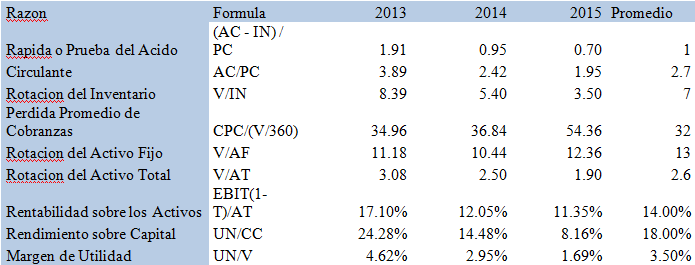 Razon Formula 2013 2014 2015 Promedio
Rapida o Prueba del Acido (AC - IN) / PC 1.91 0.95 0.70 1
Circulante AC/PC 3.89 2.42 1.95 2.7
Rotacion del Inventario V/IN 8.39 5.40 3.50 7
Perdida Promedio de Cobranzas CPC/(V/360) 34.96 36.84 54.36 32
Rotacion del Activo Fijo V/AF 11.18 10.44 12.36 13
Rotacion del Activo Total V/AT 3.08 2.50 1.90 2.6
Rentabilidad sobre los Activos EBIT(1-T)/AT 17.10% 12.05% 11.35% 14.00%
Rendimiento sobre Capital UN/CC 24.28% 14.48% 8.16% 18.00%
Margen de Utilidad UN/V 4.62% 2.95% 1.69% 3.50%